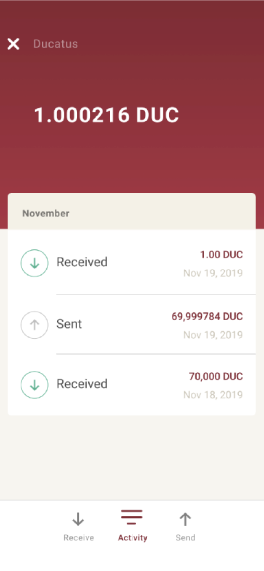 Ducatus
1.000216 DUC
November
Received
1.00 DUC
Nov 19, 2019
Sent
69,999784 DUC
Nov 19, 2019
Received
70,000 DUC
Nov 18, 2019
Receive
Activity
Send